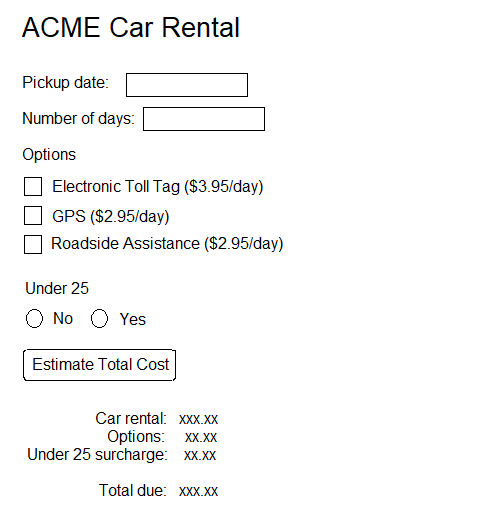 ACME Car Rental
Pickup date:
Number of days:
Options
Electronic Toll Tag ($3.95/day)
GPS ($2.95/day)
Roadside Assistance ($2.95/day)
Under 25
No Yes
Estimate Total Cost
Car rental: xxx.xx
Options: xx.xx
Under 25 surcharge: xx.xx
Total due: xxx.xx